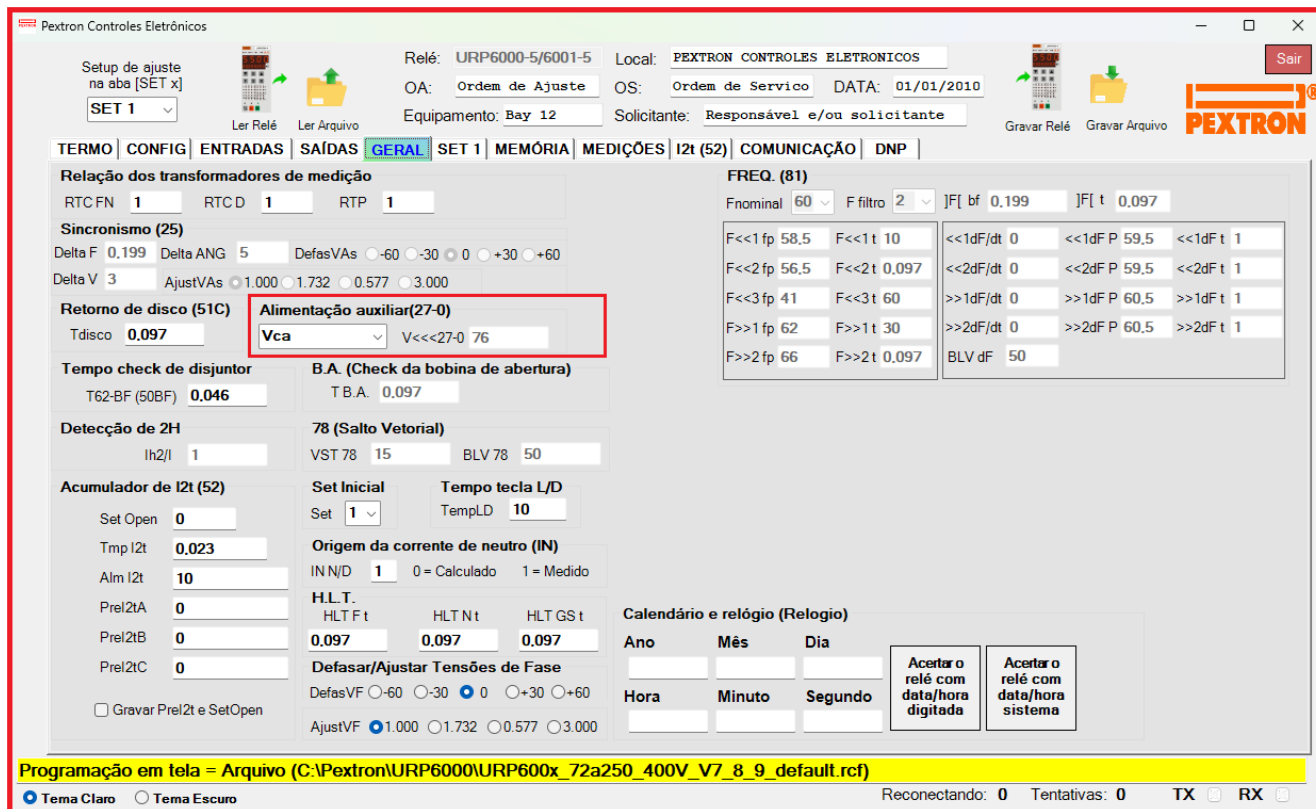 Pextron Controles Eletrônicos
Setup de ajuste
na aba [SET x]
SET 1
Ler Relé
Ler Arquivo
Relé: URP6000-5/6001-5 Local: PEXTRON CONTROLES ELETRONICOS
OA: Ordem de Ajuste OS: Ordem de Servico DATA: 01/01/2010
Equipamento: Bay 12 Solicitante: Responsável e/ou solicitante
Gravar Relé
Gravar Arquivo
Sair
PEXTRON
TERMO CONFIG ENTRADAS SAÍDAS GERAL SET 1 MEMÓRIA MEDIÇÕES I2t (52) COMUNICAÇÃO DNP
Relação dos transformadores de medição
RTC FN 1 RTC D 1 RTP 1
Sincronismo (25)
Delta F 0,199 Delta ANG 5 DefasVAs -60 -30 0 +30 +60
Delta V 3 AjustVAs 1.000 1.732 0.577 3.000
Retorno de disco (51C)
Tdisco 0,097
Alimentação auxiliar(27-0)
Vca V<<<27-0 76
Tempo check de disjuntor
T62-BF (50BF) 0,046
B.A. (Check da bobina de abertura)
T B.A. 0,097
Detecção de 2H
Ih2/I 1
78 (Salto Vetorial)
VST 78 15 BLV 78 50
Acumulador de I2t (52)
Set Open 0
Tmp I2t 0,023
Alm I2t 10
PreI2tA 0
PreI2tB 0
PreI2tC 0
Gravar PreI2t e SetOpen
Set Inicial
Set 1
Tempo tecla L/D
TempLD 10
Origem da corrente de neutro (IN)
IN N/D 1 0 = Calculado 1 = Medido
H.L.T.
HLT F t HLT N t HLT GS t
0,097 0,097 0,097
Defasar/Ajustar Tensões de Fase
DefasVF -60 -30 0 +30 +60
AjustVF 1.000 1.732 0.577 3.000
FREQ. (81)
Fnominal 60 F filtro 2 ]F[ bf 0,199 ]F[ t 0,097
F<<1 fp 58,5 F<<1 t 10 <<1dF/dt 0 <<1dF P 59,5 <<1dF t 1
F<<2 fp 56,5 F<<2 t 0,097 <<2dF/dt 0 <<2dF P 59,5 <<2dF t 1
F<<3 fp 41 F<<3 t 60 >>1dF/dt 0 >>1dF P 60,5 >>1dF t 1
F>>1 fp 62 F>>1 t 30 >>2dF/dt 0 >>2dF P 60,5 >>2dF t 1
F>>2 fp 66 F>>2 t 0,097 BLV dF 50
Calendário e relógio (Relogio)
Ano Mês Dia
Hora Minuto Segundo
Acertar o
relé com
data/hora
digitada
Acertar o
relé com
data/hora
sistema
Programação em tela = Arquivo (C:\Pextron\URP6000\URP600x_72a250_400V_V7_8_9_default.rcf)
Tema Claro Tema Escuro Reconectando: 0 Tentativas: 0 TX RX